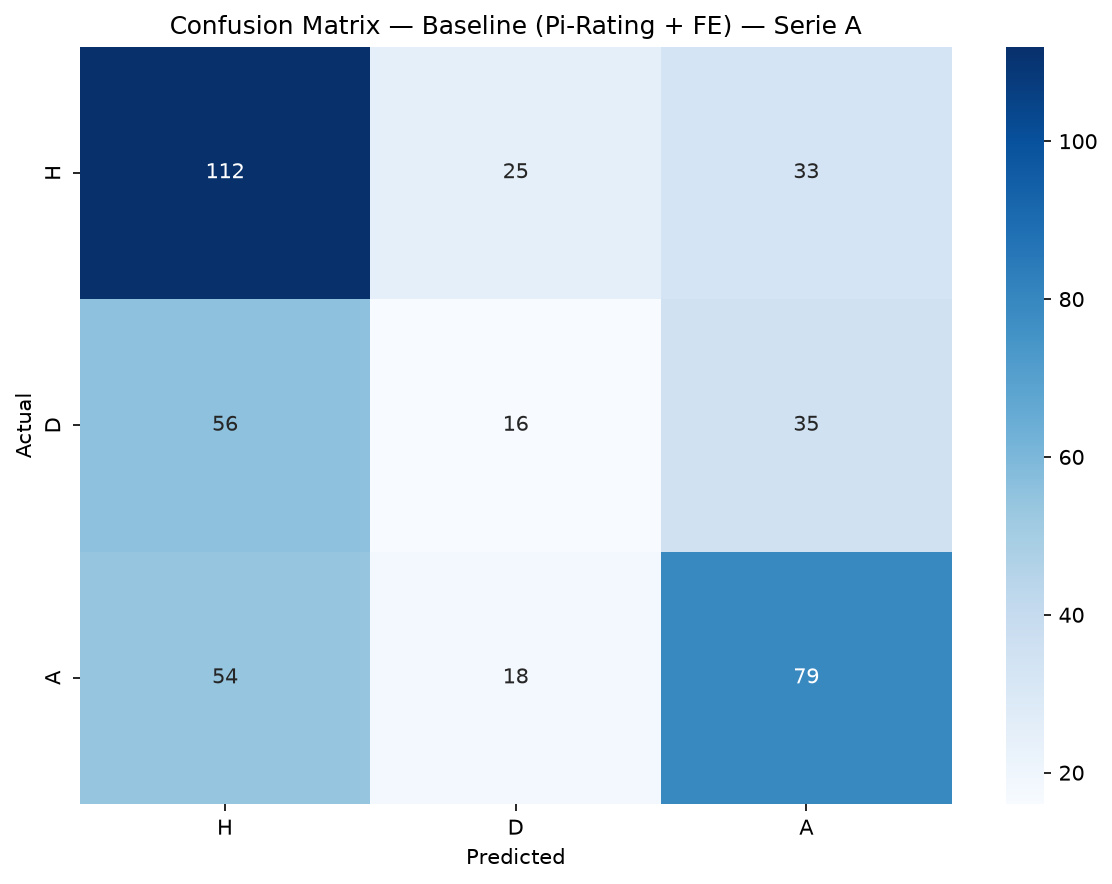 Confusion Matrix — Baseline (Pi-Rating + FE) — Serie A
H 112 25 33
D 56 16 35
A 54 18 79
H D A
Predicted
Actual
100
80
60
40
20